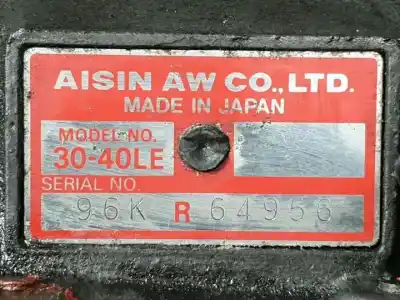 AISIN AW CO.,LTD.
MADE IN JAPAN
MODEL NO.
30-40LE
SERIAL NO.
96K R 64956